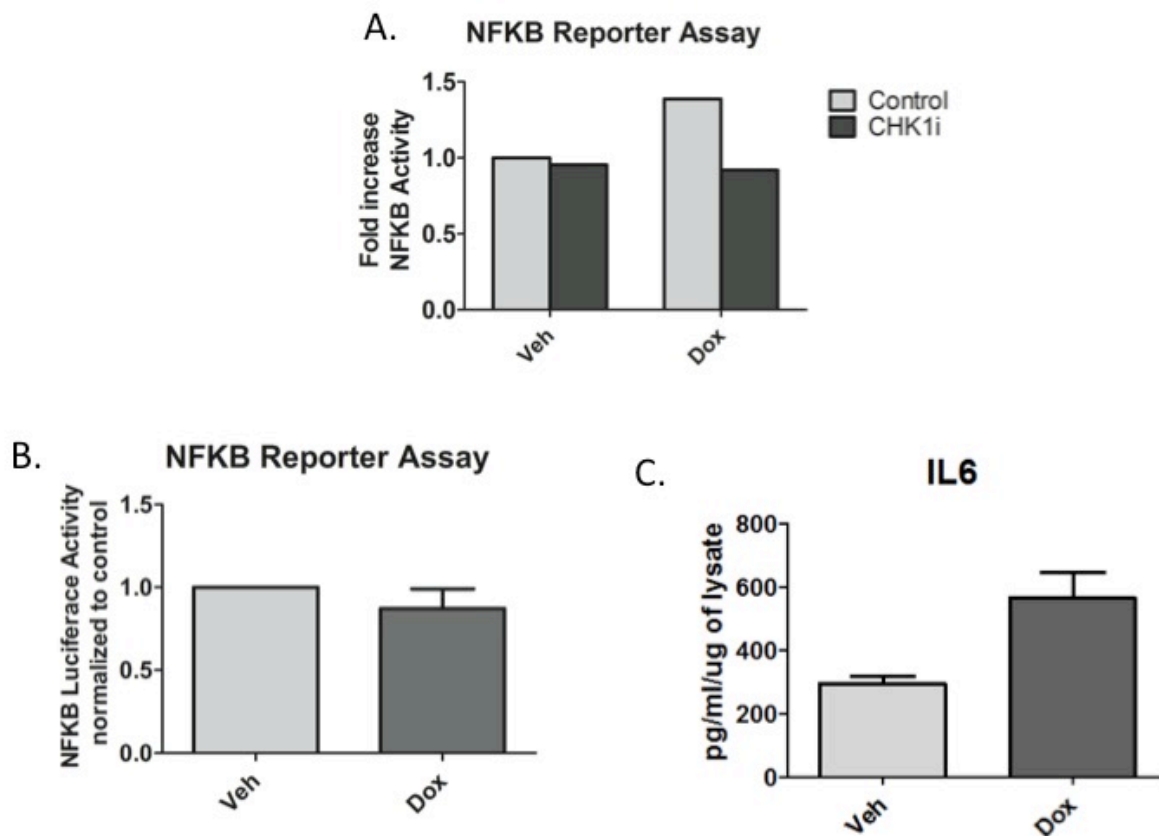 A.
NFKB Reporter Assay
Fold increase
NFKB Activity
1.5
1.0
0.5
0.0
Veh
Dox
Control
CHK1i
B.
NFKB Reporter Assay
NFKB Luciferace Activity
normalized to control
1.5
1.0
0.5
0.0
Veh
Dox
C.
IL6
pg/ml/ug of lysate
800
600
400
200
0
Veh
Dox